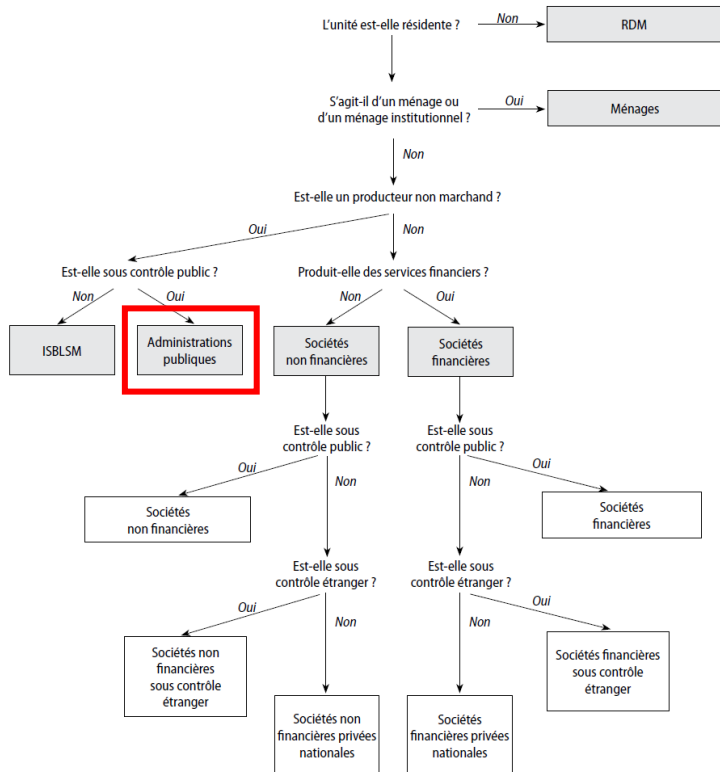 L'unité est-elle résidente ?
Non
RDM
S'agit-il d'un ménage ou
d'un ménage institutionnel ?
Oui
Ménages
Non
Est-elle un producteur non marchand ?
Oui
Non
Est-elle sous contrôle public ?
Produit-elle des services financiers ?
Non
Oui
Non
Oui
ISBLSM
Administrations
publiques
Sociétés
non financières
Sociétés
financières
Est-elle sous
contrôle public ?
Est-elle sous
contrôle public ?
Oui
Non
Non
Oui
Sociétés
non financières
Sociétés
financières
Est-elle sous
contrôle étranger ?
Est-elle sous
contrôle étranger ?
Oui
Non
Non
Oui
Sociétés non
financières
sous contrôle
étranger
Sociétés financières
sous contrôle
étranger
Sociétés non
financières privées
nationales
Sociétés
financières privées
nationales